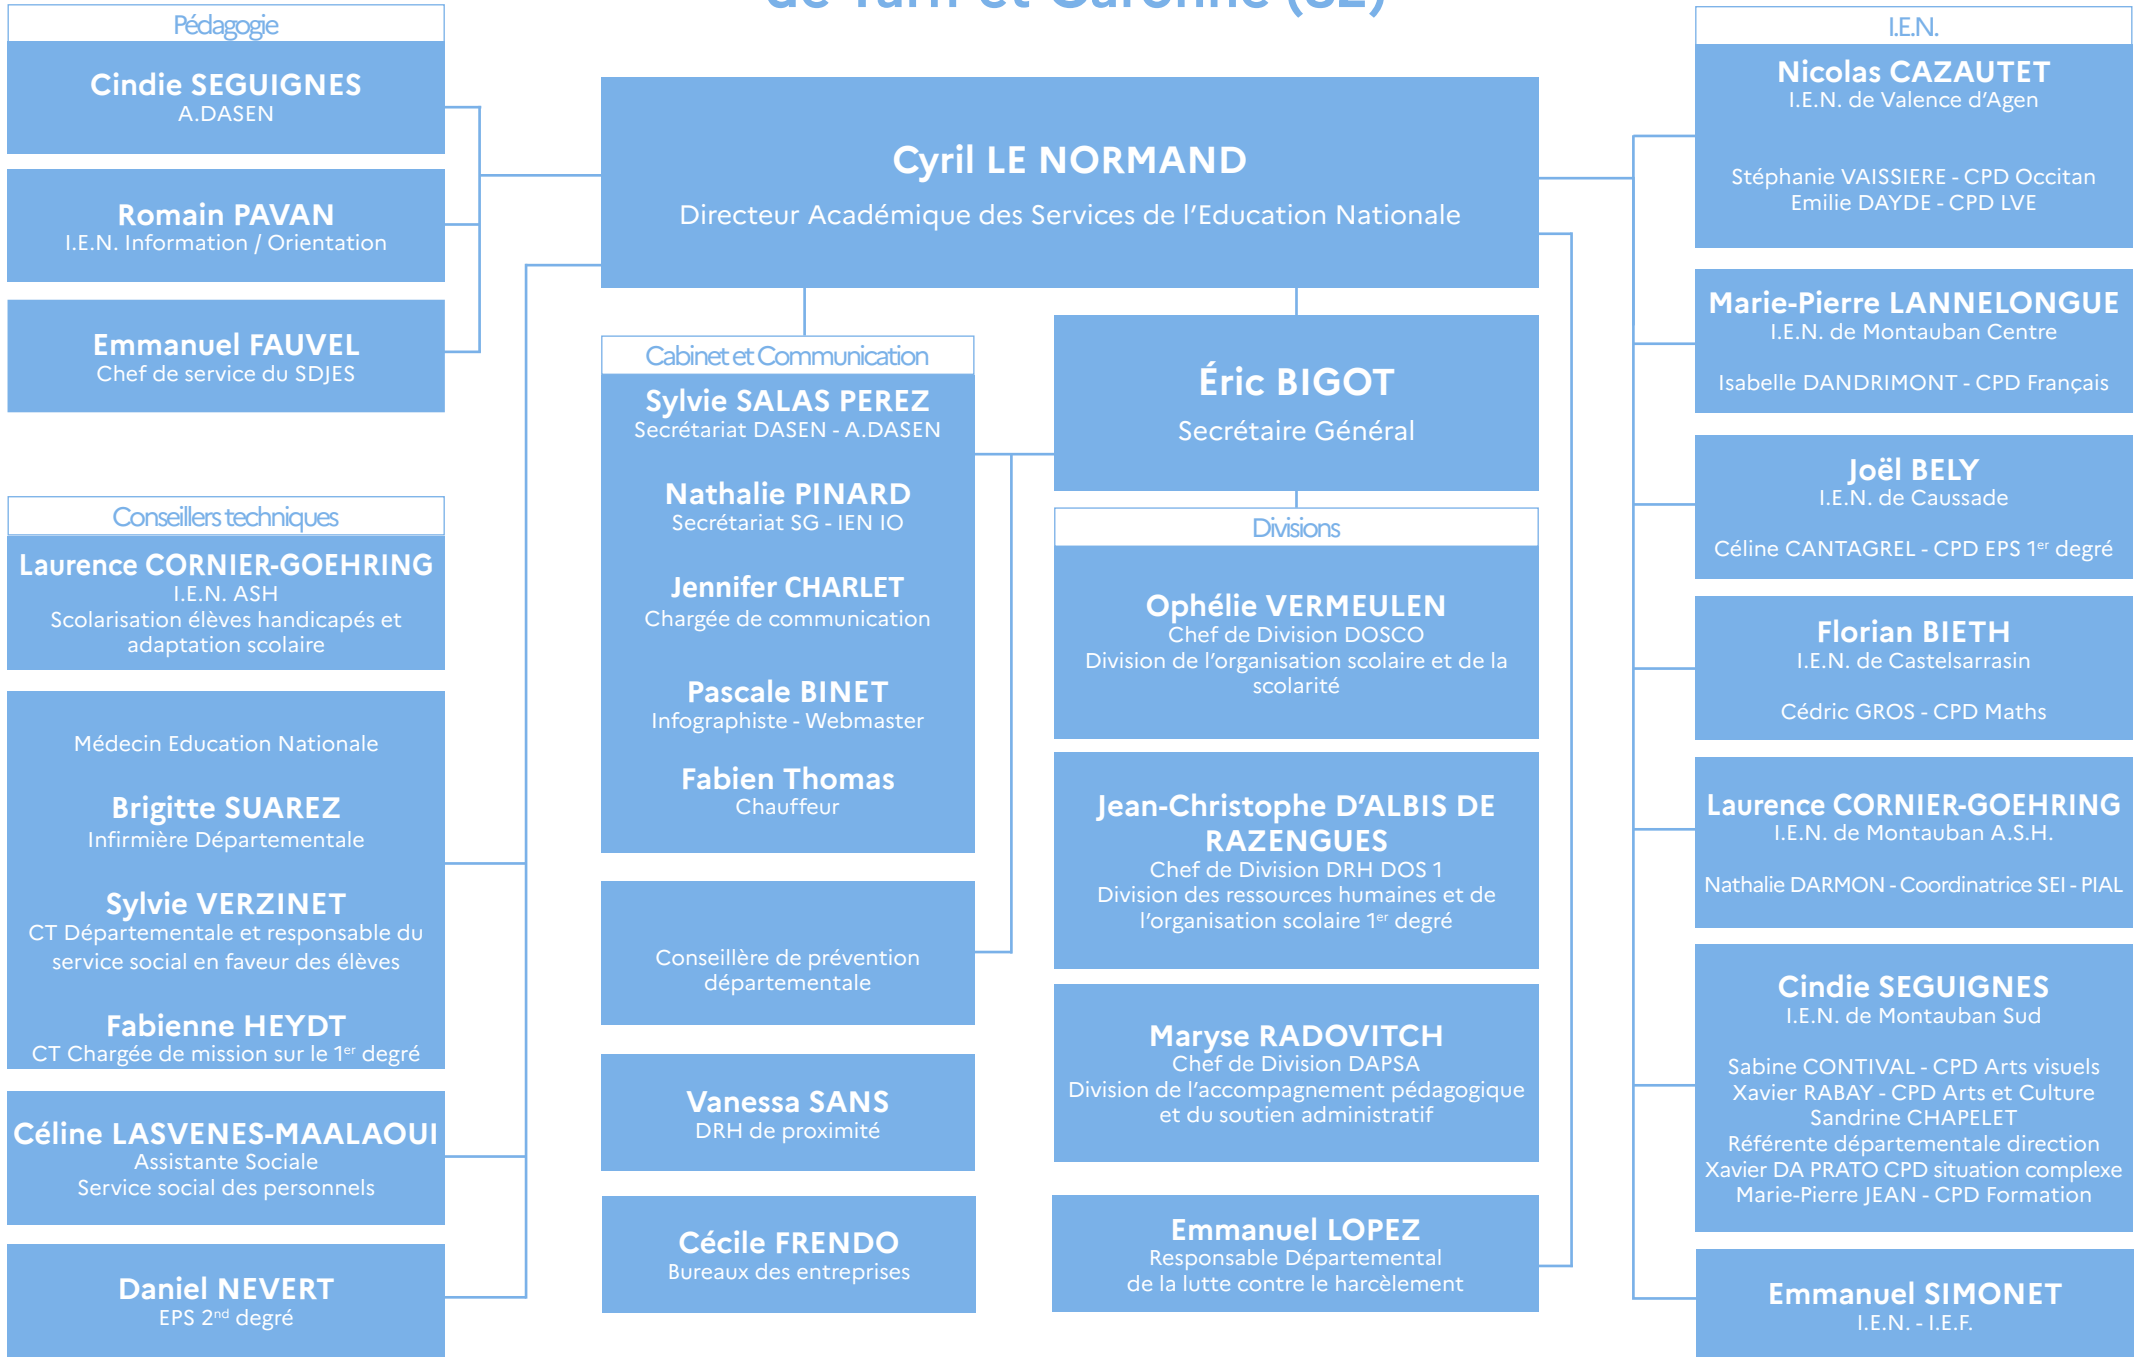 de Tarn et Garonne (82)
Pédagogie
Cindie SEGUIGNES
A.DASEN
Romain PAVAN
I.E.N. Information / Orientation
Emmanuel FAUVEL
Chef de service du SDJES
Conseillers techniques
Laurence CORNIER-GOEHRING
I.E.N. ASH
Scolarisation élèves handicapés et
adaptation scolaire
Médecin Education Nationale
Brigitte SUAREZ
Infirmière Départementale
Sylvie VERZINET
CT Départementale et responsable du
service social en faveur des élèves
Fabienne HEYDT
CT Chargée de mission sur le 1er degré
Céline LASVENES-MAALAOUI
Assistante Sociale
Service social des personnels
Daniel NEVERT
EPS 2nd degré
Cyril LE NORMAND
Directeur Académique des Services de l'Education Nationale
Cabinet et Communication
Sylvie SALAS PEREZ
Secrétariat DASEN - A.DASEN
Nathalie PINARD
Secrétariat SG - IEN IO
Jennifer CHARLET
Chargée de communication
Pascale BINET
Infographiste - Webmaster
Fabien Thomas
Chauffeur
Conseillère de prévention
départementale
Vanessa SANS
DRH de proximité
Cécile FRENDO
Bureaux des entreprises
Éric BIGOT
Secrétaire Général
Divisions
Ophélie VERMEULEN
Chef de Division DOSCO
Division de l'organisation scolaire et de la
scolarité
Jean-Christophe D'ALBIS DE
RAZENGUES
Chef de Division DRH DOS 1
Division des ressources humaines et de
l'organisation scolaire 1er degré
Maryse RADOVITCH
Chef de Division DAPSA
Division de l'accompagnement pédagogique
et du soutien administratif
Emmanuel LOPEZ
Responsable Départemental
de la lutte contre le harcèlement
I.E.N.
Nicolas CAZAUTET
I.E.N. de Valence d'Agen
Stéphanie VAISSIERE - CPD Occitan
Emilie DAYDE - CPD LVE
Marie-Pierre LANNELONGUE
I.E.N. de Montauban Centre
Isabelle DANDRIMONT - CPD Français
Joël BELY
I.E.N. de Caussade
Céline CANTAGREL - CPD EPS 1er degré
Florian BIETH
I.E.N. de Castelsarrasin
Cédric GROS - CPD Maths
Laurence CORNIER-GOEHRING
I.E.N. de Montauban A.S.H.
Nathalie DARMON - Coordinatrice SEI - PIAL
Cindie SEGUIGNES
I.E.N. de Montauban Sud
Sabine CONTIVAL - CPD Arts visuels
Xavier RABAY - CPD Arts et Culture
Sandrine CHAPELET
Référente départementale direction
Xavier DA PRATO CPD situation complexe
Marie-Pierre JEAN - CPD Formation
Emmanuel SIMONET
I.E.N. - I.E.F.